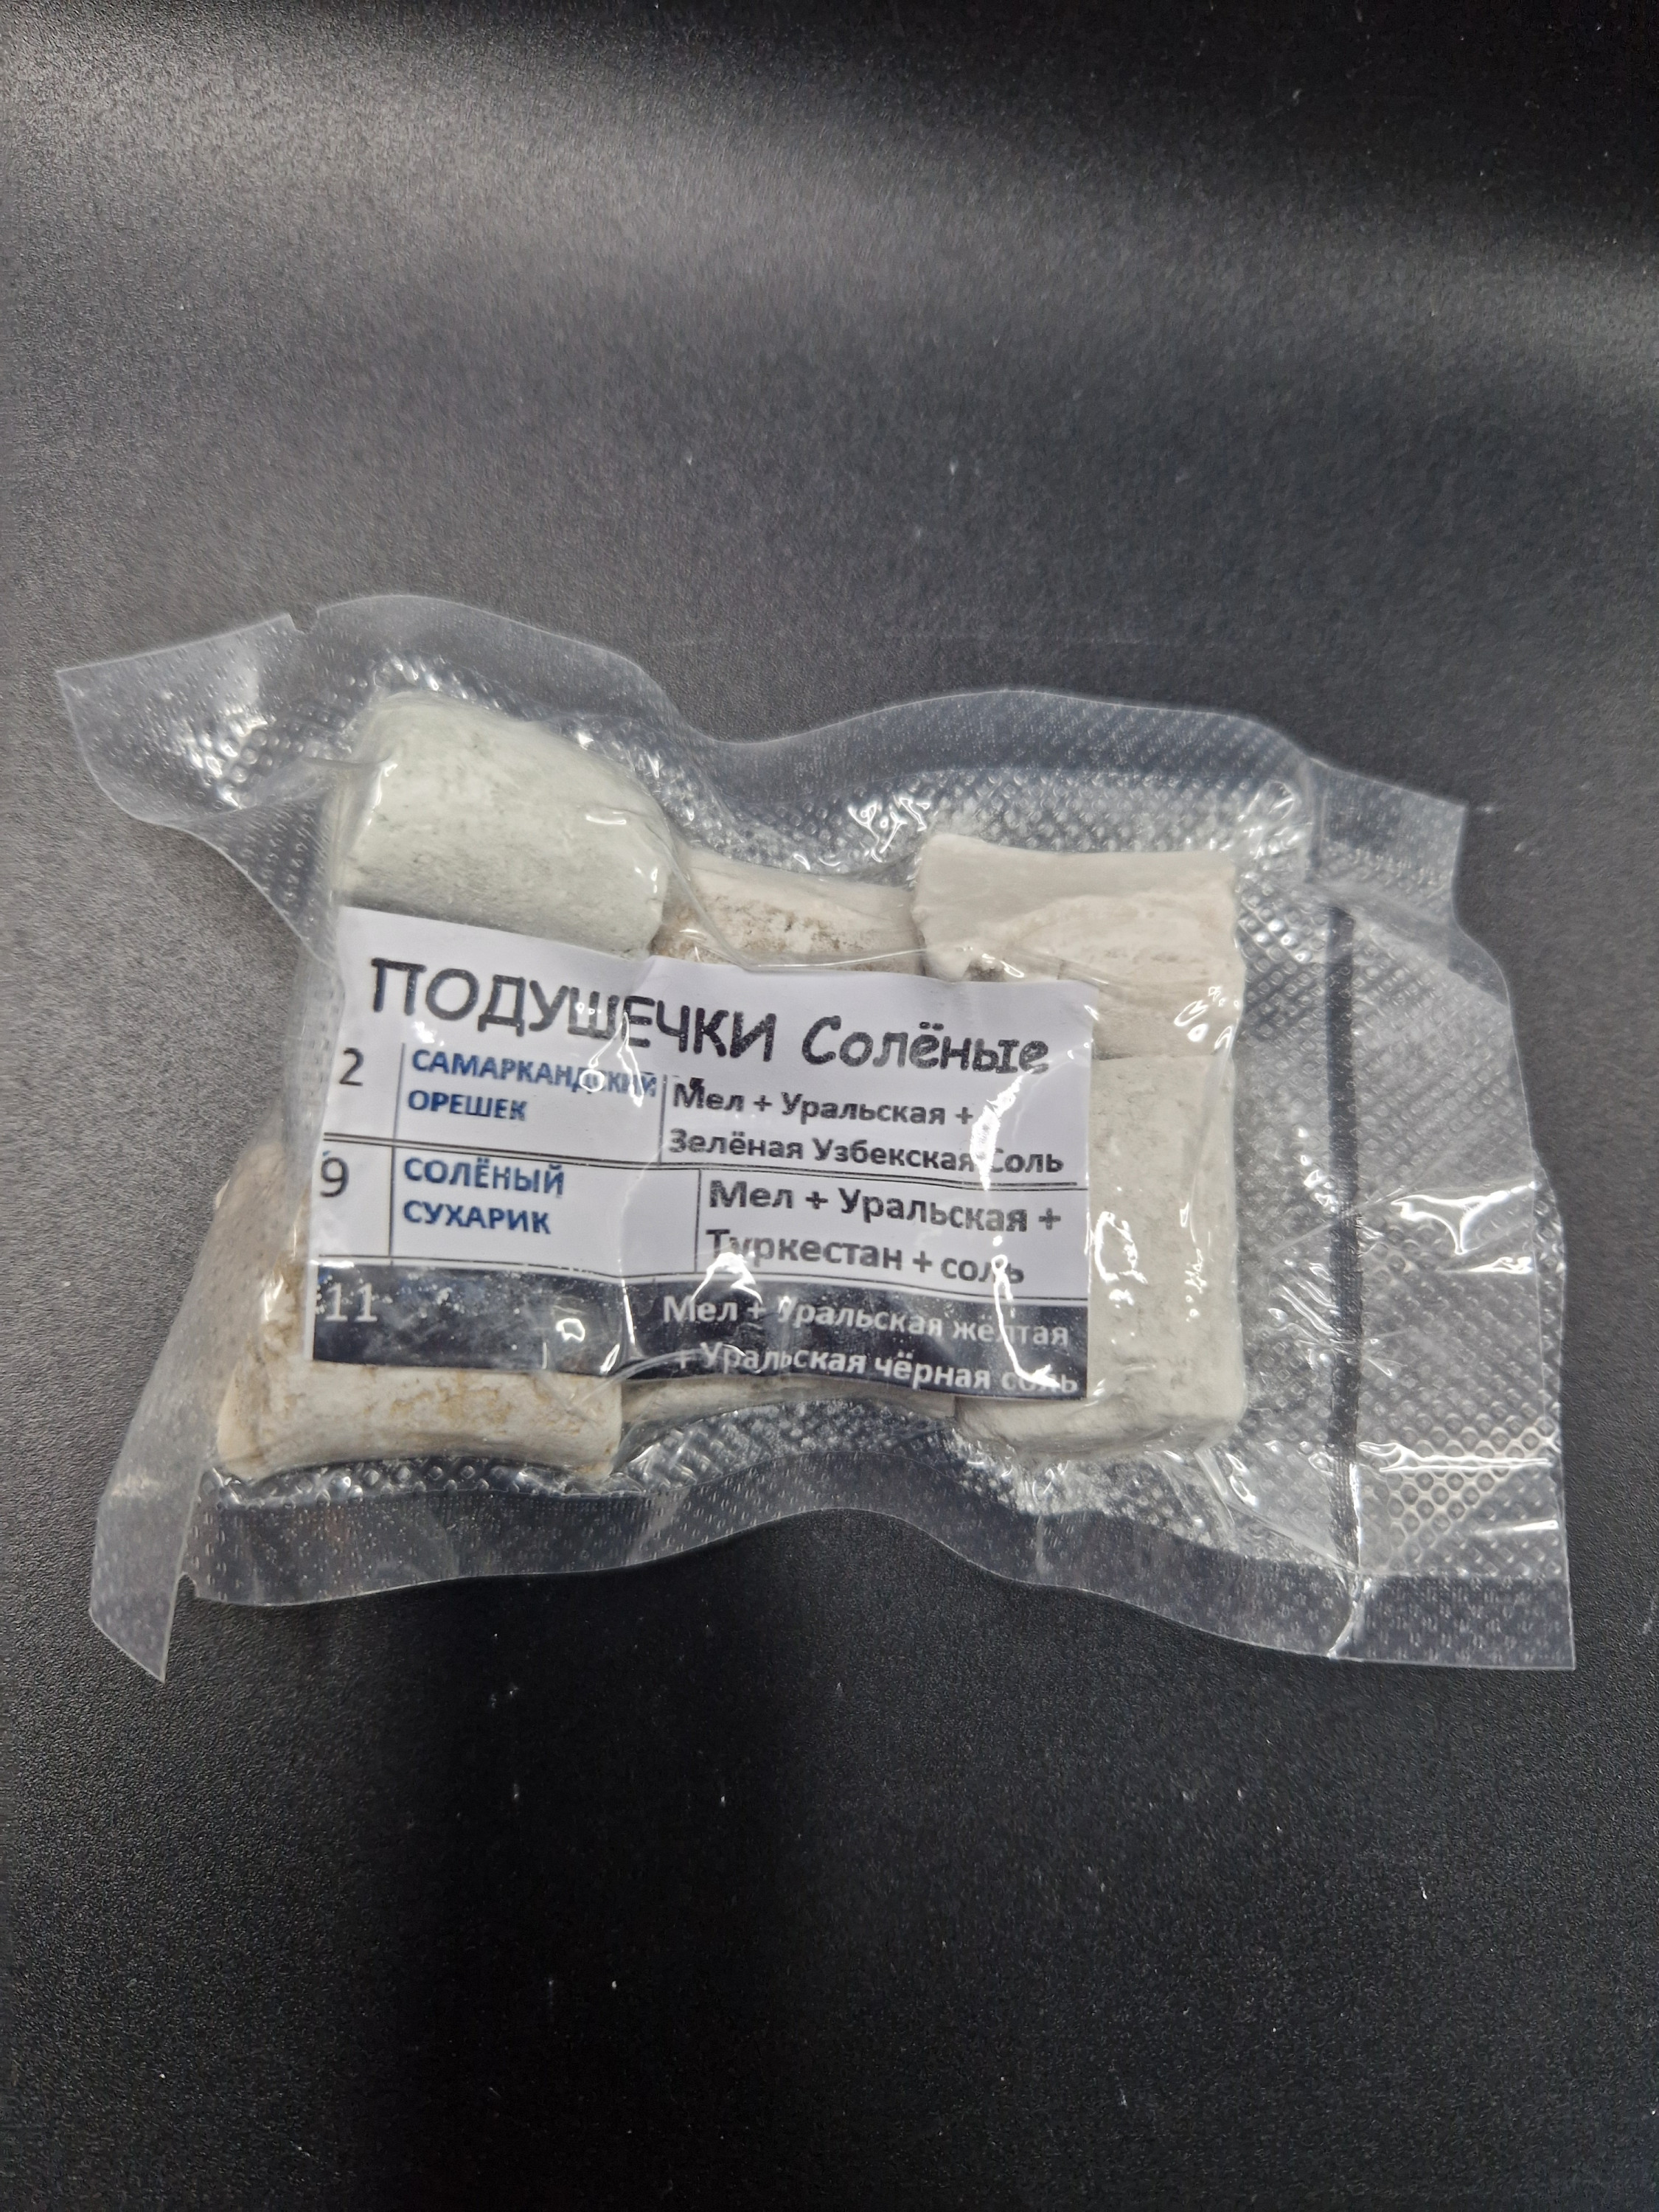 ПОДУШЕЧКИ Солёные
2 САМАРКАНДСКИЙ ОРЕШЕК
Мел + Уральская +
Зелёная Узбекская Соль
9 СОЛЁНЫЙ СУХАРИК
Мел + Уральская +
Туркестан + соль
11
Мел + Уральская жёлтая
+ Уральская чёрная соль